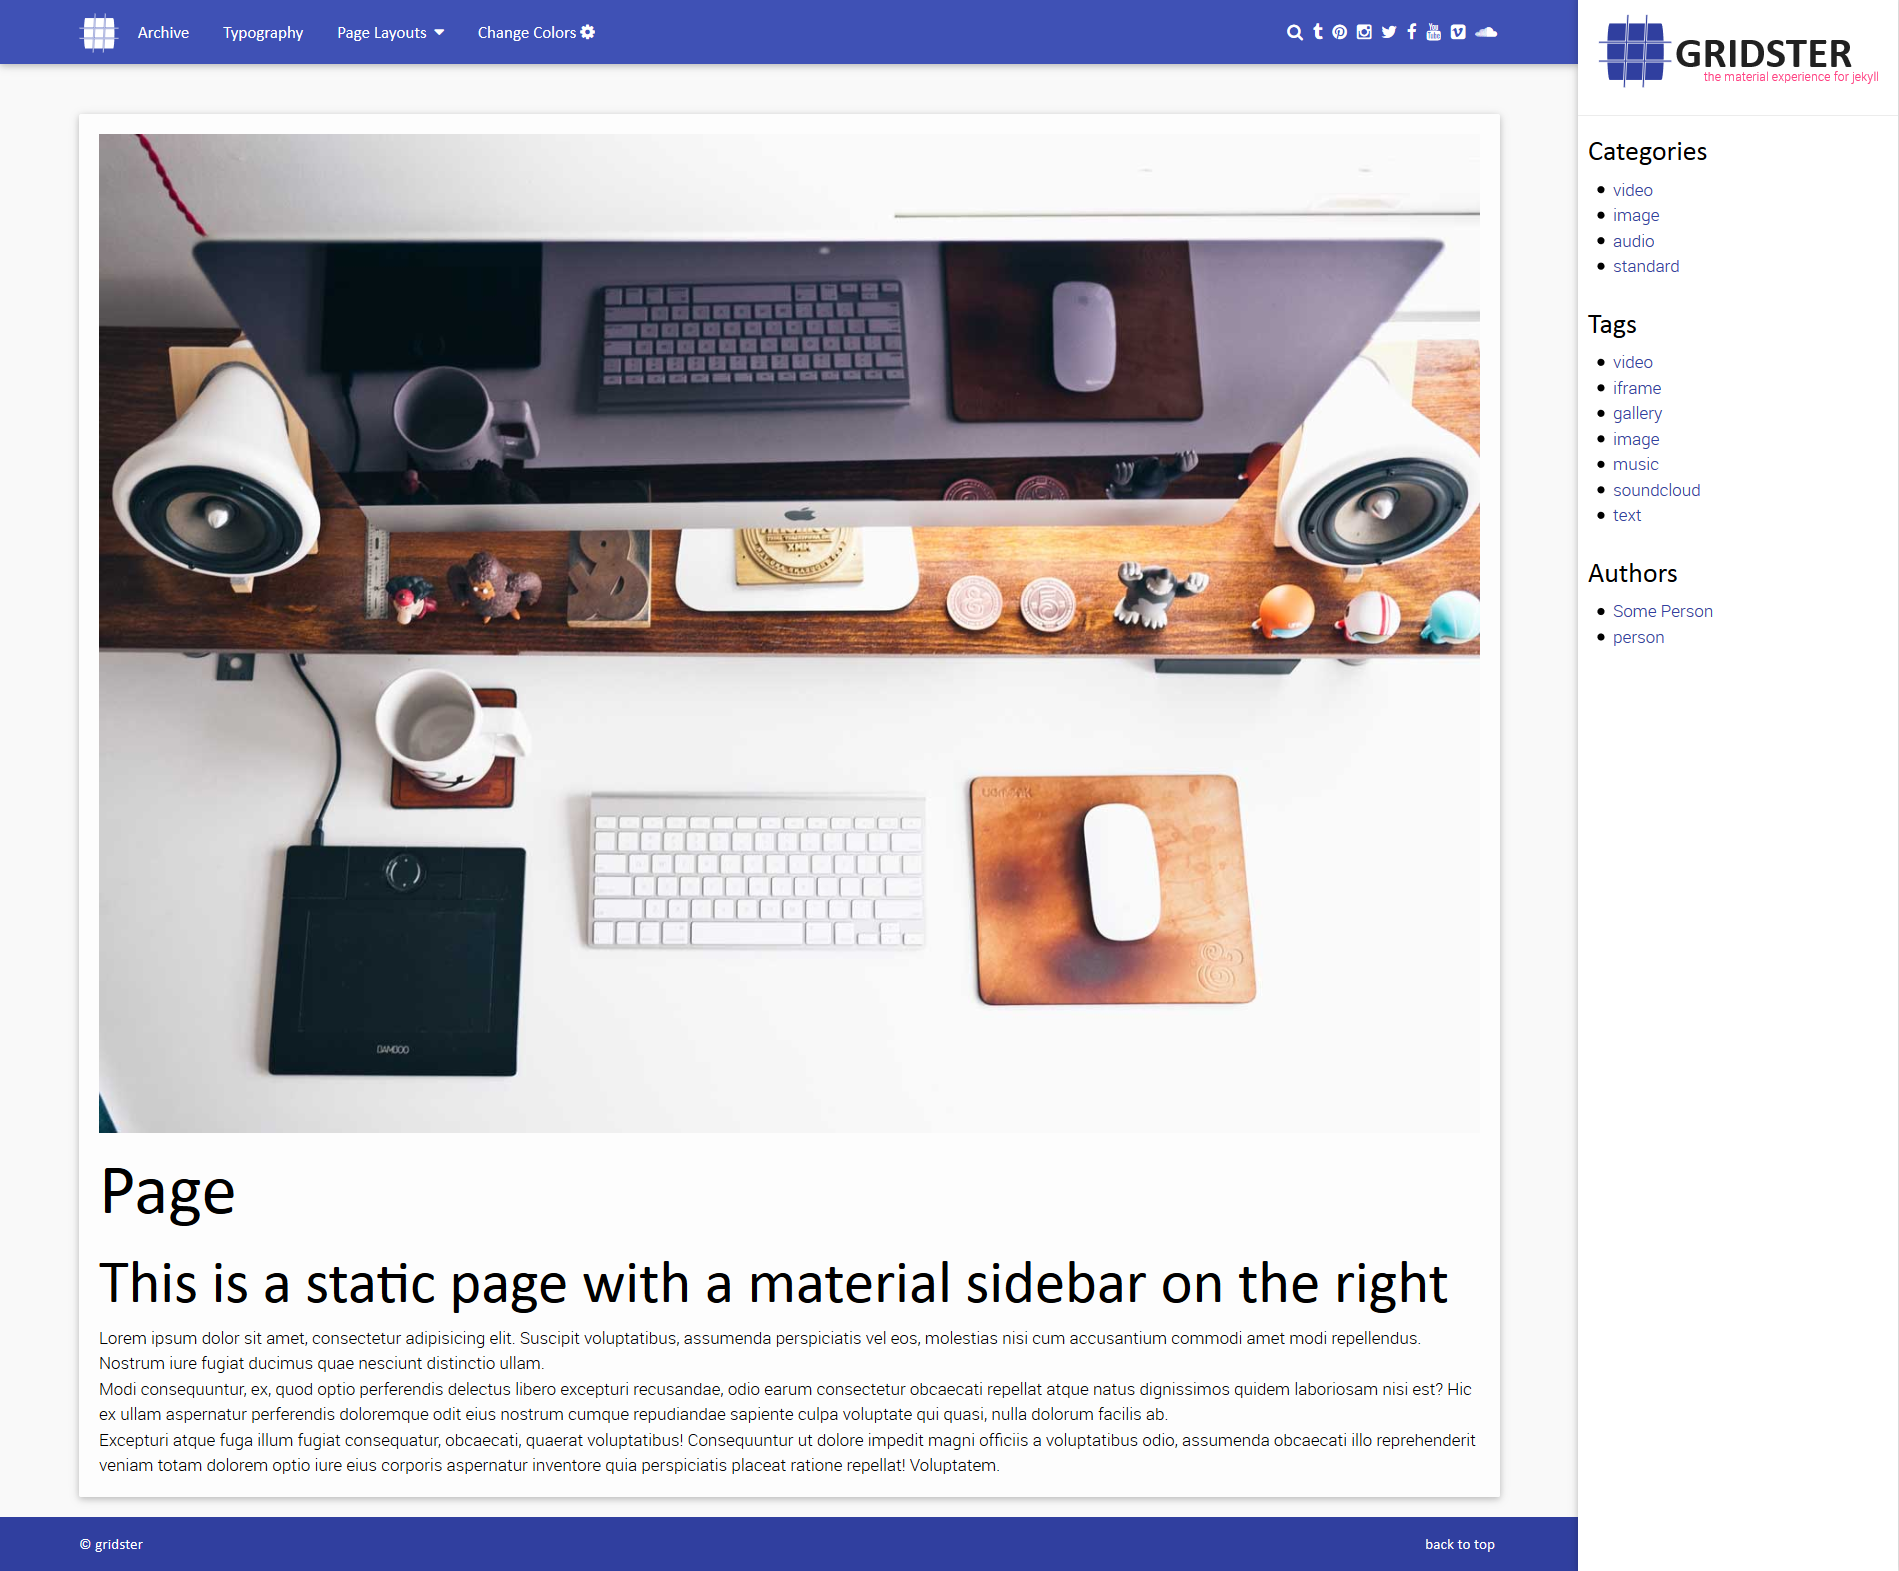 Archive
Typography
Page Layouts
Change Colors
GRIDSTER
the material experience for jekyll
BAMBOO
Page
This is a static page with a material sidebar on the right
Lorem ipsum dolor sit amet, consectetur adipisicing elit. Suscipit voluptatibus, assumenda perspiciatis vel eos, molestias nisi cum accusantium commodi amet modi repellendus.
Nostrum iure fugiat ducimus quae nesciunt distinctio ullam.
Modi consequuntur, ex, quod optio perferendis delectus libero excepturi recusandae, odio earum consectetur obcaecati repellat atque natus dignissimos quidem laboriosam nisi est? Hic
ex ullam aspernatur perferendis doloremque odit eius nostrum cumque repudiandae sapiente culpa voluptate qui quasi, nulla dolorum facilis ab.
Excepturi atque fuga illum fugiat consequatur, obcaecati, quaerat voluptatibus! Consequuntur ut dolore impedit magni officiis a voluptatibus odio, assumenda obcaecati illo reprehenderit
veniam totam dolorem optio iure eius corporis aspernatur inventore quia perspiciatis placeat ratione repellat! Voluptatem.
Categories
video
image
audio
standard
Tags
video
iframe
gallery
image
music
soundcloud
text
Authors
Some Person
person
© gridster
back to top